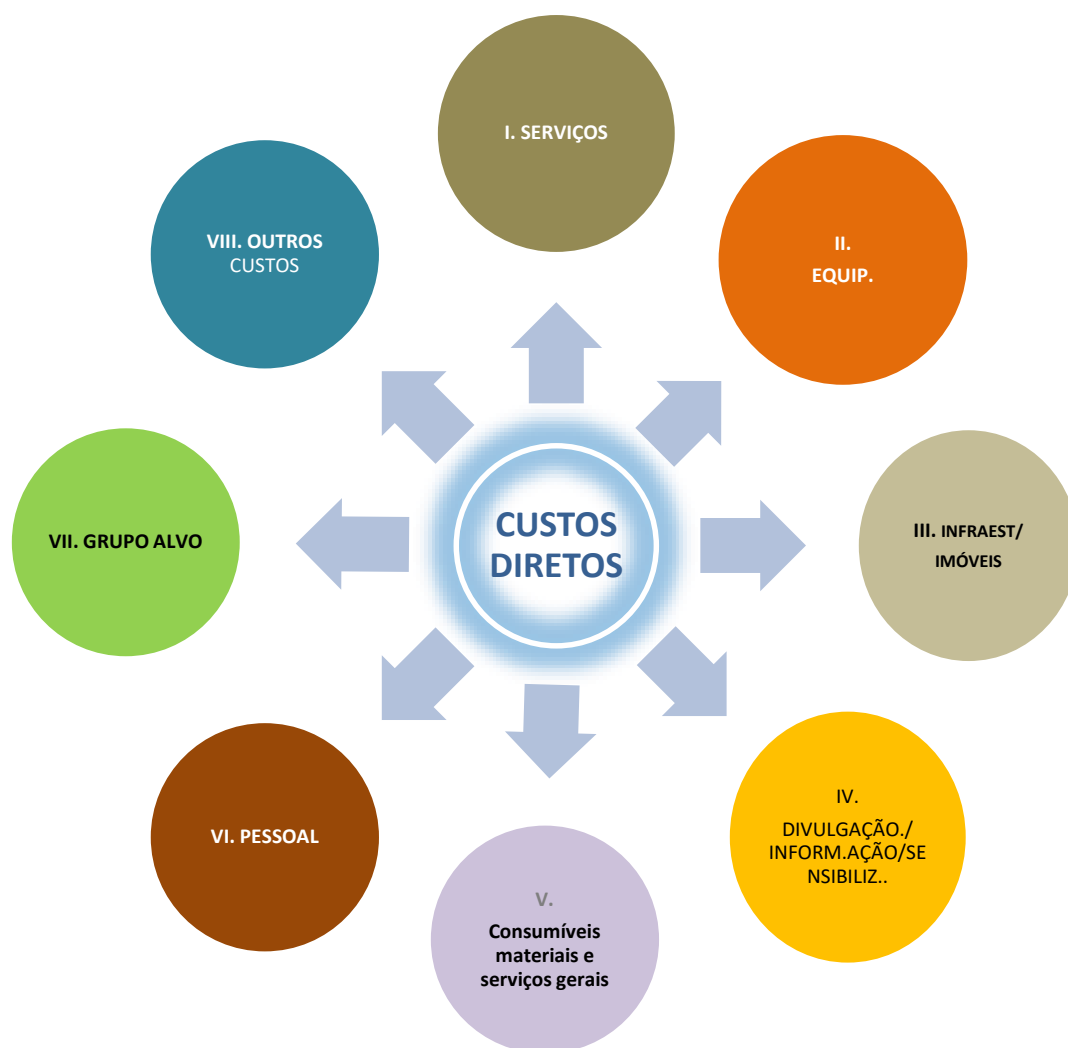 I. SERVIÇOS
II.
EQUIP.
III. INFRAEST/
IMÓVEIS
IV.
DIVULGAÇÃO./
INFORM.AÇÃO/SE
NSIBILIZ..
V.
Consumíveis
materiais e
serviços gerais
VI. PESSOAL
VII. GRUPO ALVO
VIII. OUTROS
CUSTOS
CUSTOS
DIRETOS